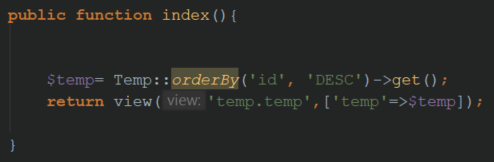 public function index(){
$temp= Temp::orderBy('id', 'DESC')->get();
return view( view: 'temp.temp',['temp'=>$temp]);
}